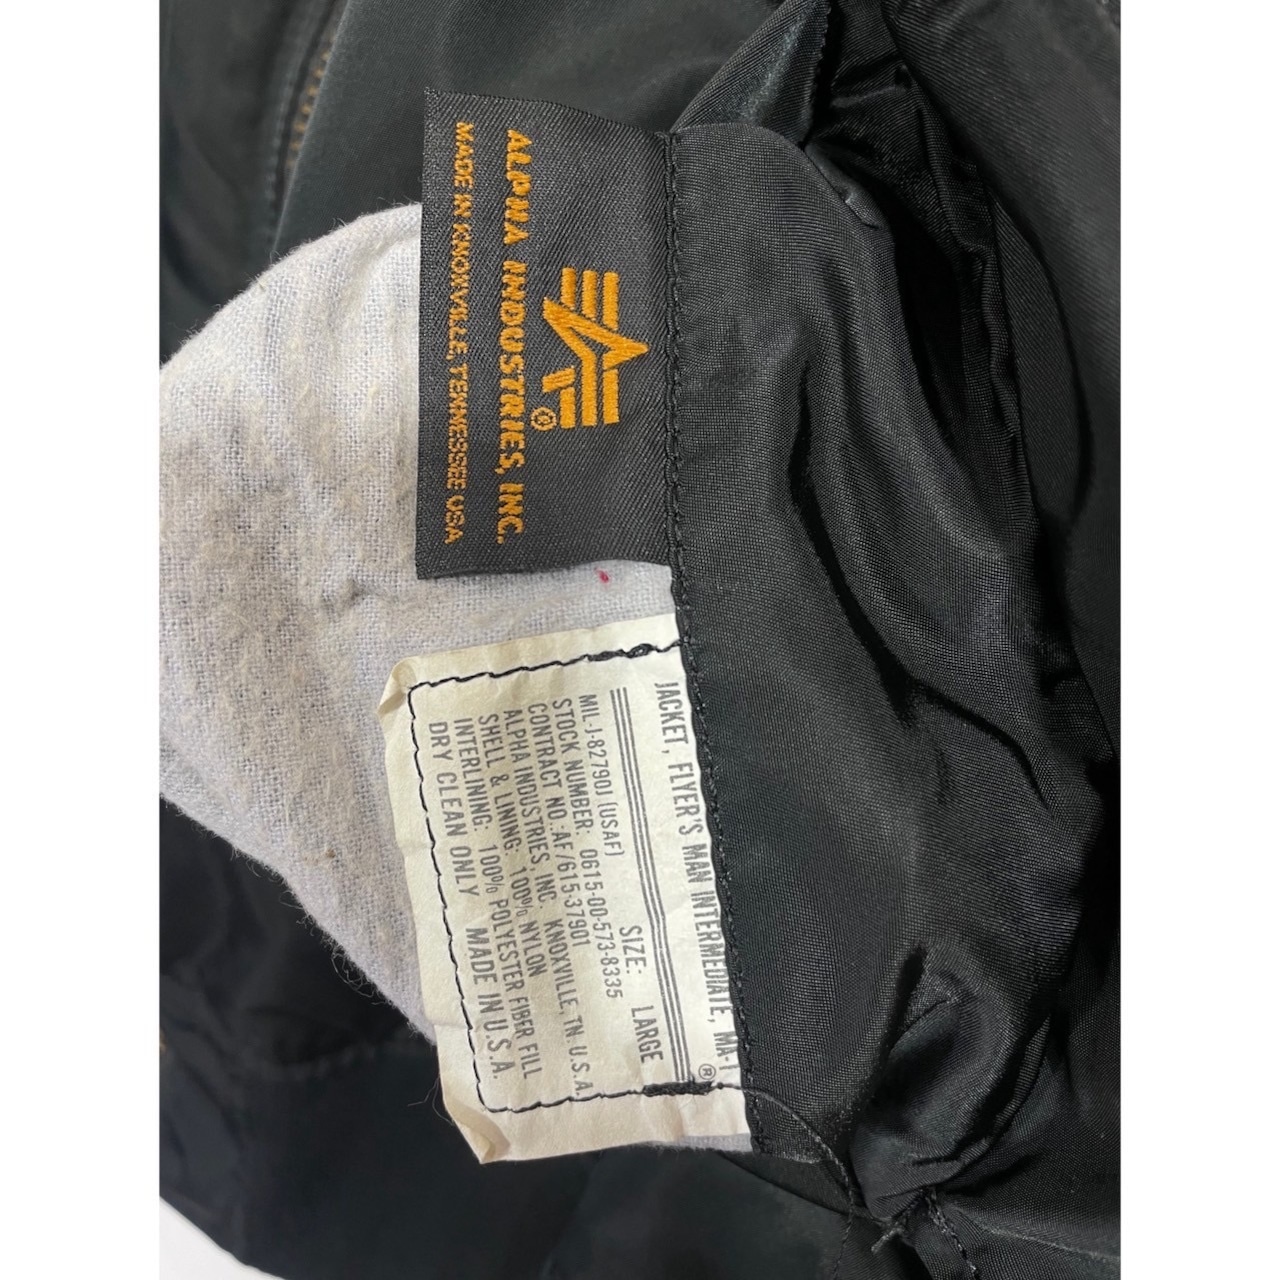 ALPHA INDUSTRIES, INC.
MADE IN KNOXVILLE, TENNESSEE USA
JACKET, FLYER'S MAN INTERMEDIATE, MA-1
SIZE: LARGE
MIL-J-8279OJ (USAF)
STOCK NUMBER: 0615-00-573-8335
CONTRACT NO. AF/615-37901
ALPHA INDUSTRIES, INC. KNOXVILLE, TN. U.S.A.
SHELL & LINING: 100% NYLON
INTERLINING: 100% POLYESTER FIBER FILL
DRY CLEAN ONLY MADE IN U.S.A.